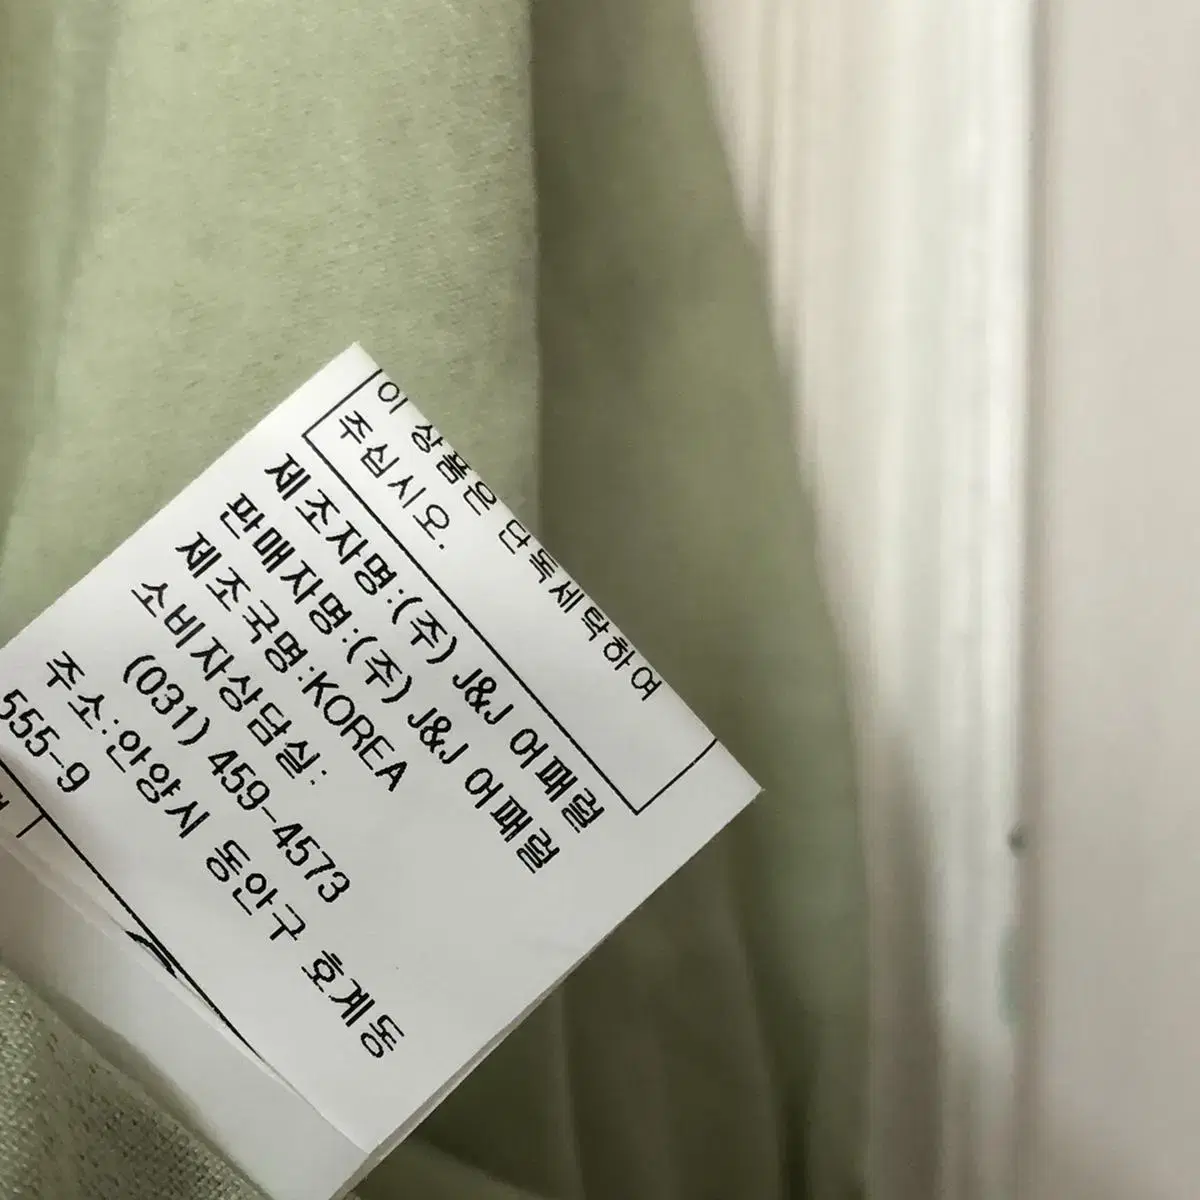 이 상품은 단독세탁하여
주십시오.
제조자명:(주) J&J 어패럴
판매자명:(주) J&J 어패럴
제조국명:KOREA
소비자상담실:
(031) 459-4573
주소:안양시 동안구 호계동
555-9